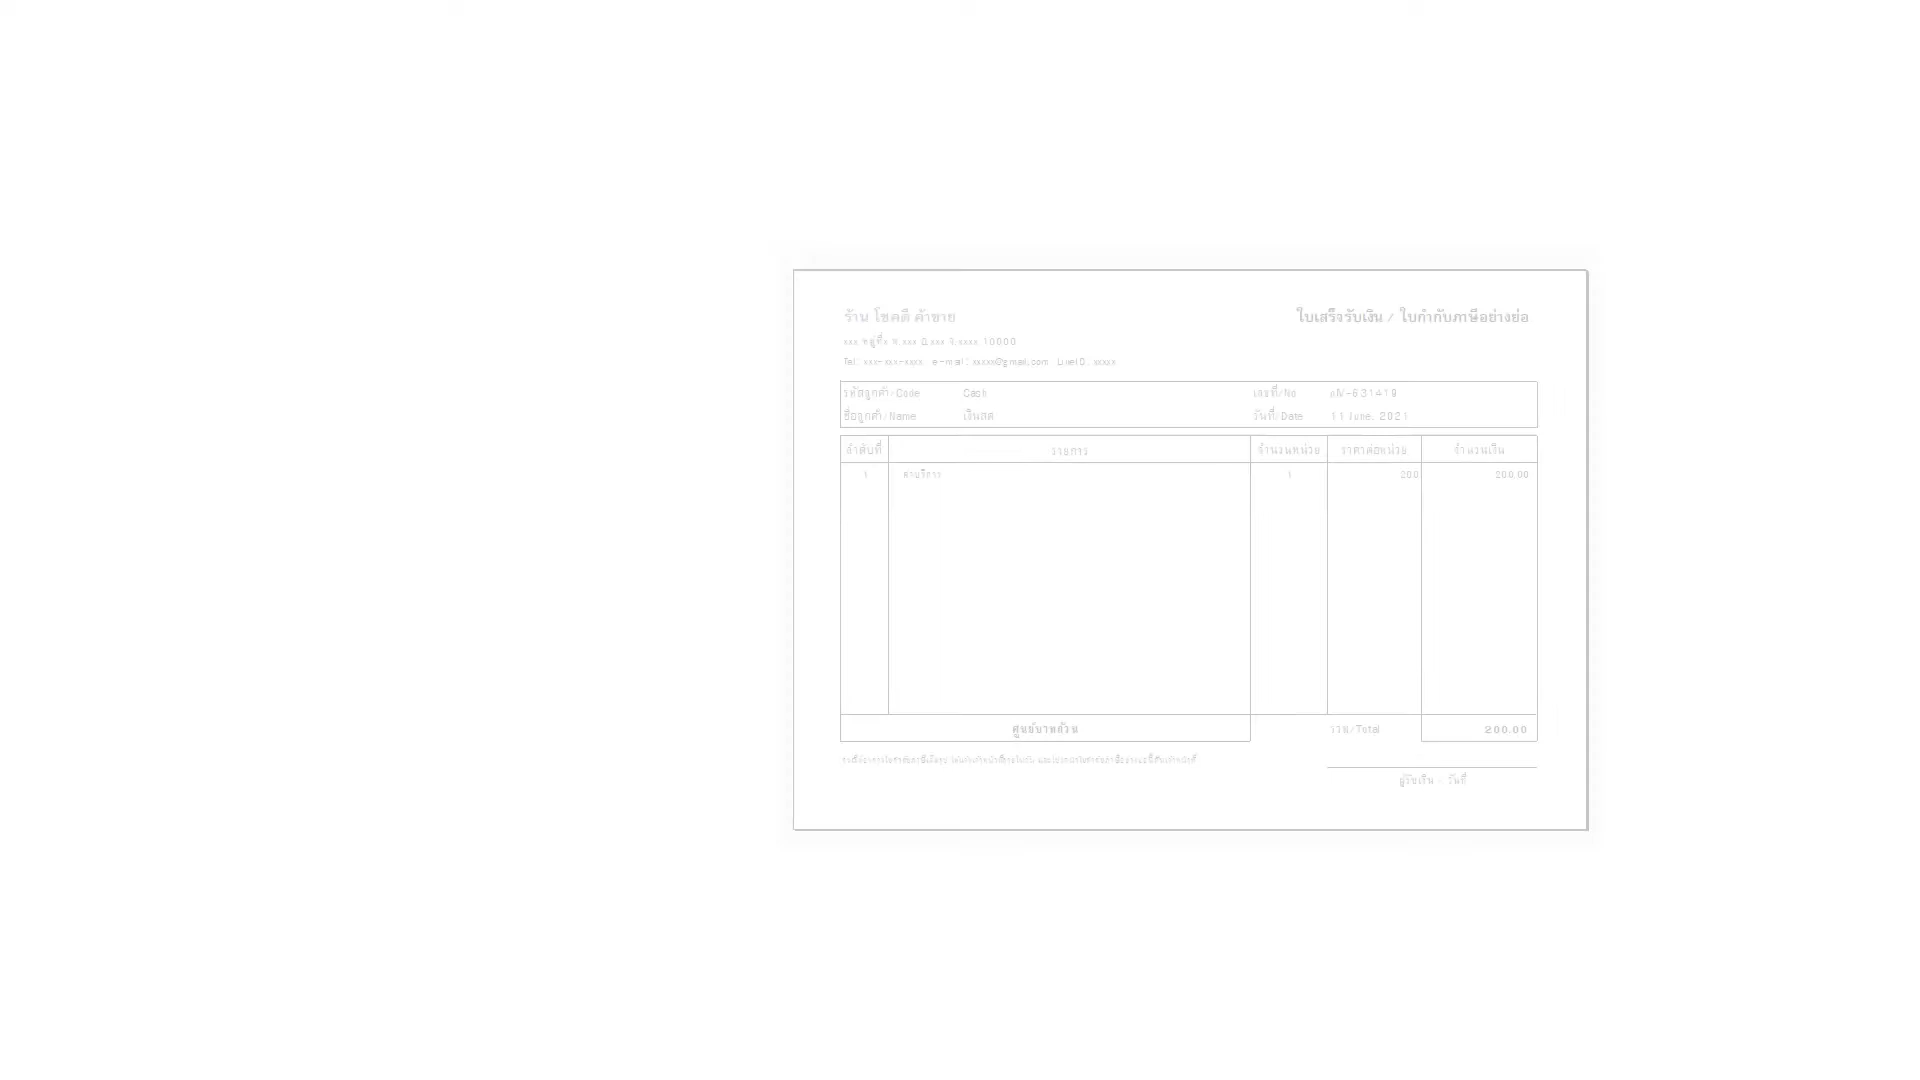 ร้าน โชคดี ค้าขาย
ใบเสร็จรับเงิน / ใบกำกับภาษีอย่างย่อ
xxx หมู่ที่x ต.xxx อ.xxx จ.xxxx 10000
Tel: xxx-xxx-xxxx e-mail: xxxxx@gmail.com LineID: xxxxx
รหัสลูกค้า/Code Cash เลขที่/No
ชื่อลูกค้า/Name เงินสด วันที่/Date 11 June, 2021
ลำดับที่ รายการ จำนวนหน่วย ราคาต่อหน่วย จำนวนเงิน
1 ค่าบริการ 1 200 200.00
ศูนย์บาทถ้วน รวม/Total 200.00
ผู้รับเงิน วันที่